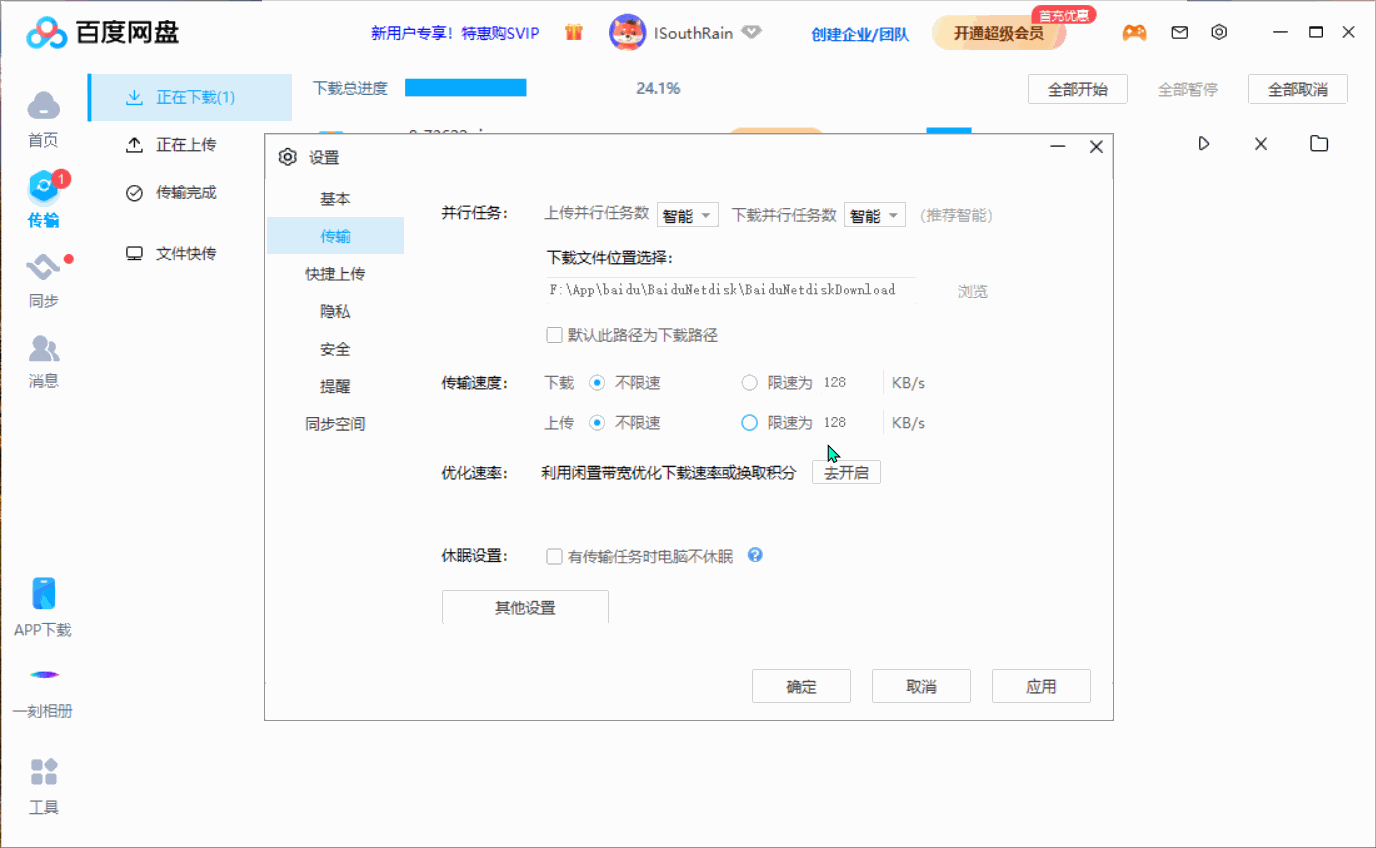 百度网盘
新用户专享！特惠购SVIP
ISouthRain
创建企业/团队
开通超级会员
首充优惠
首页
传输
1
同步
消息
APP下载
一刻相册
工具
正在下载(1)
正在上传
传输完成
文件快传
下载总进度
24.1%
全部开始
全部暂停
全部取消
设置
基本
传输
快捷上传
隐私
安全
提醒
同步空间
并行任务：
上传并行任务数 智能 下载并行任务数 智能 (推荐智能)
下载文件位置选择：
F:\App\baidu\BaiduNetdisk\BaiduNetdiskDownload
浏览
默认此路径为下载路径
传输速度： 下载 不限速 限速为 128 KB/s
上传 不限速 限速为 128 KB/s
优化速率： 利用闲置带宽优化下载速率或换取积分 去开启
休眠设置： 有传输任务时电脑不休眠 ?
其他设置
确定
取消
应用